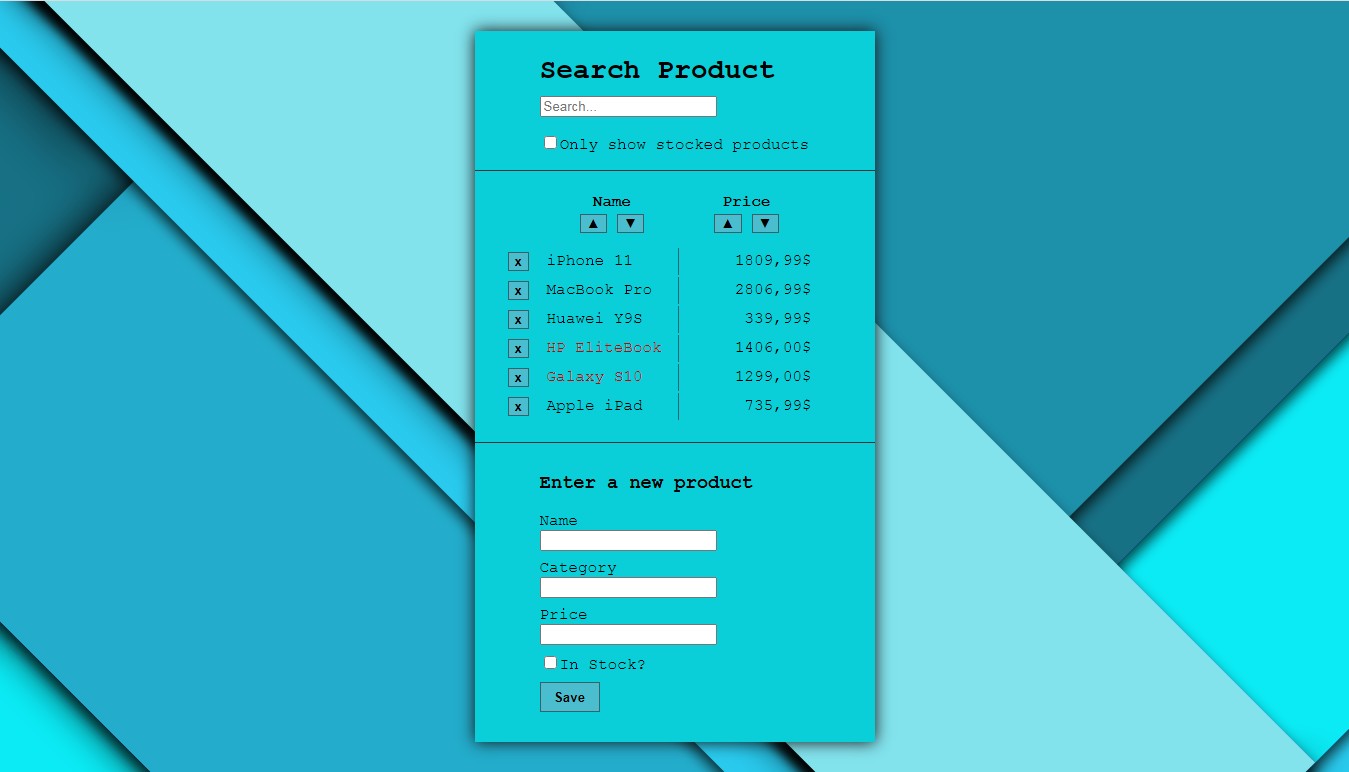 Search Product
Search...
Only show stocked products
Name Price
▲ ▼ ▲ ▼
x iPhone 11 1809,99$
x MacBook Pro 2806,99$
x Huawei Y9S 339,99$
x HP EliteBook 1406,00$
x Galaxy S10 1299,00$
x Apple iPad 735,99$
Enter a new product
Name
Category
Price
In Stock?
Save